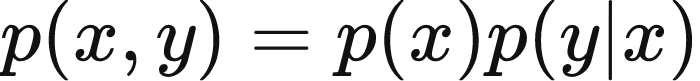 p(x, y) = p(x)p(y|x)